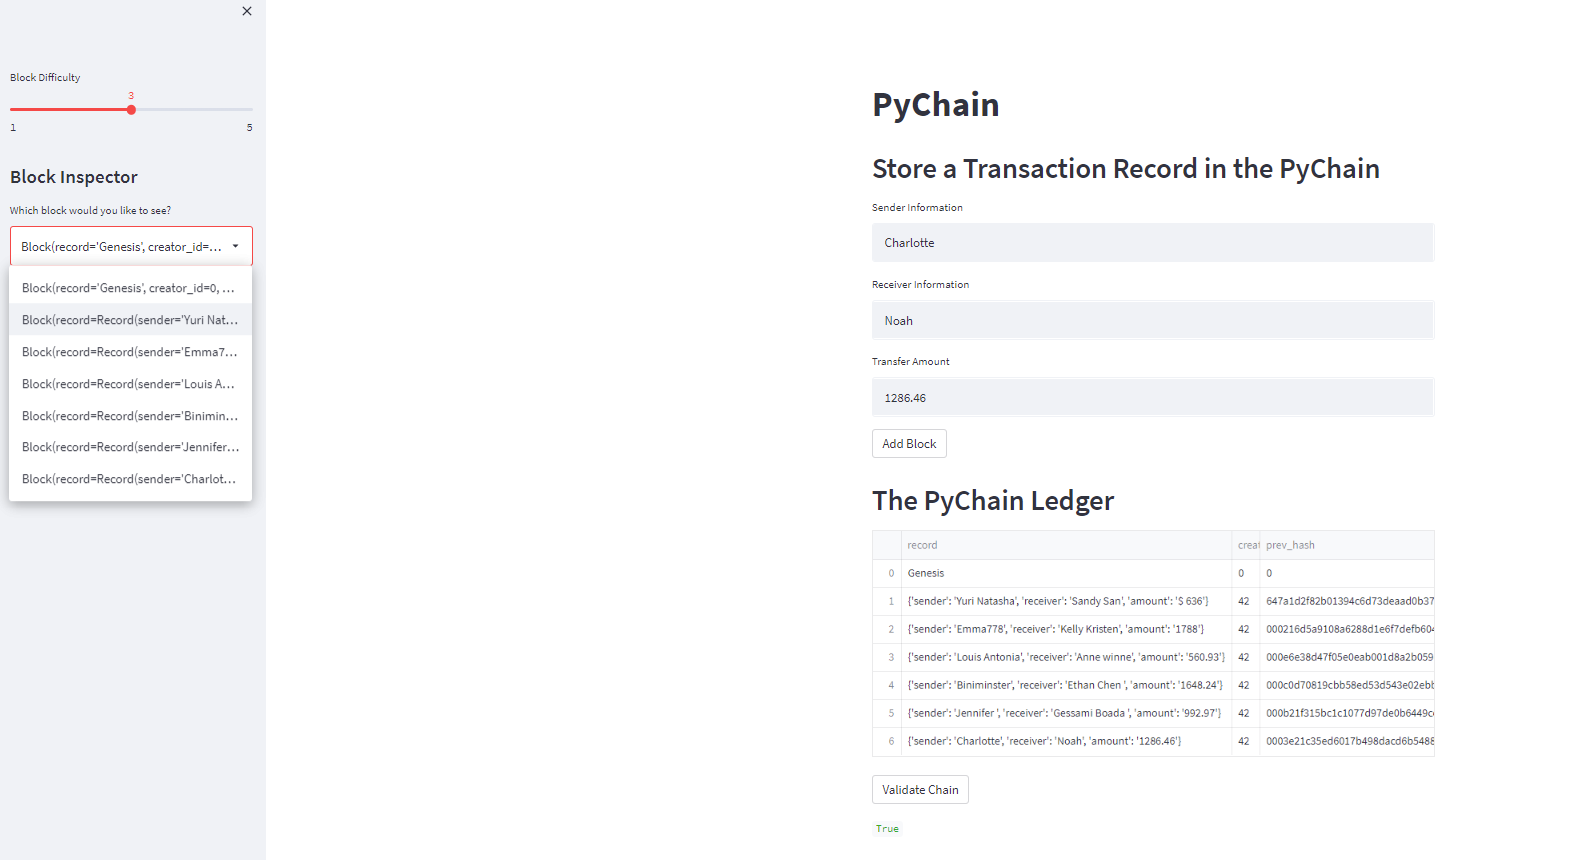 Block Difficulty
3
1 5
Block Inspector
Which block would you like to see?
Block(record='Genesis', creator_id=...
Block(record='Genesis', creator_id=0, ...
Block(record=Record(sender='Yuri Nat...
Block(record=Record(sender='Emma7...
Block(record=Record(sender='Louis A...
Block(record=Record(sender='Binimin...
Block(record=Record(sender='Jennifer...
Block(record=Record(sender='Charlot...
PyChain
Store a Transaction Record in the PyChain
Sender Information
Charlotte
Receiver Information
Noah
Transfer Amount
1286.46
Add Block
The PyChain Ledger
record creat prev_hash
0 Genesis 0 0
1 {'sender': 'Yuri Natasha', 'receiver': 'Sandy San', 'amount': '$ 636'} 42 647a1d2f82b01394c6d73deaad0b37
2 {'sender': 'Emma778', 'receiver': 'Kelly Kristen', 'amount': '1788'} 42 000216d5a9108a6288d1e6f7defb604
3 {'sender': 'Louis Antonia', 'receiver': 'Anne winne', 'amount': '560.93'} 42 000e6e38d47f05e0eab001d8a2b059
4 {'sender': 'Biniminster', 'receiver': 'Ethan Chen ', 'amount': '1648.24'} 42 000c0d70819cbb58ed53d543e02ebb
5 {'sender': 'Jennifer ', 'receiver': 'Gessami Boada ', 'amount': '992.97'} 42 000b21f315bc1c1077d97de0b6449c
6 {'sender': 'Charlotte', 'receiver': 'Noah', 'amount': '1286.46'} 42 0003e21c35ed6017b498dacd6b5488
Validate Chain
True